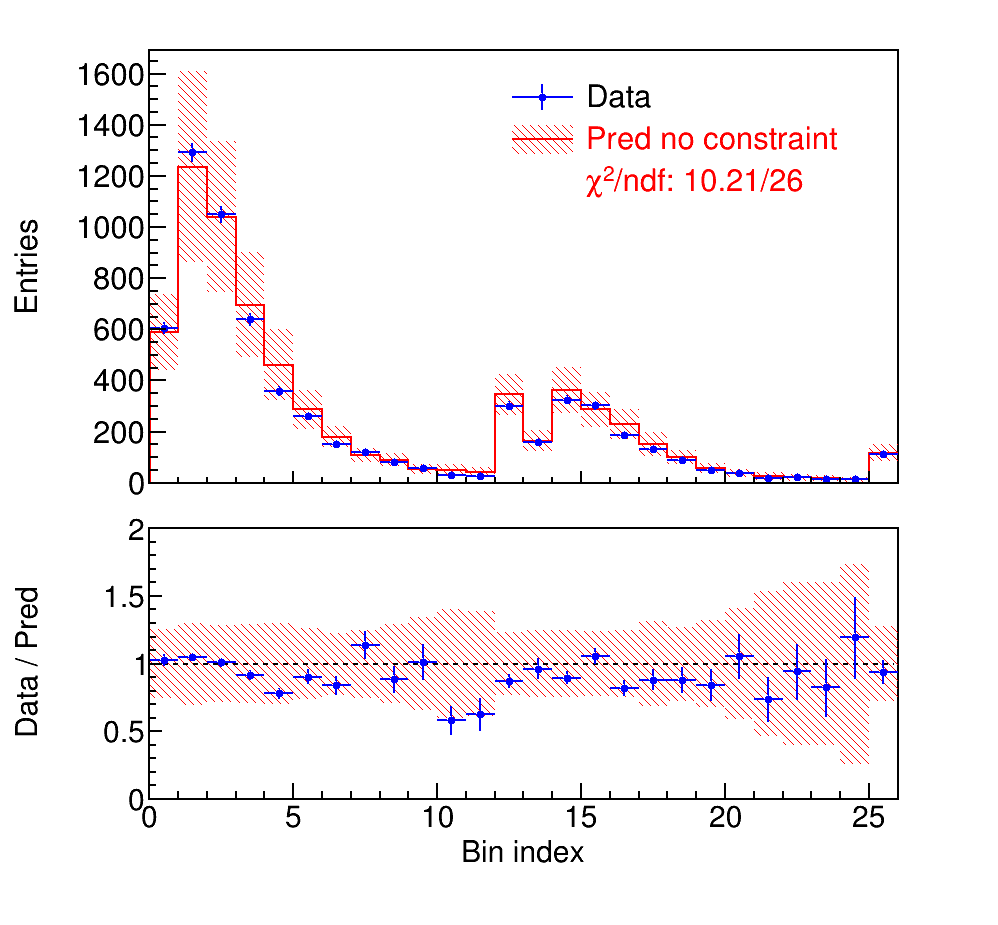 1600
1400
1200
1000
800
600
400
200
0
Entries
Data
Pred no constraint
χ²/ndf: 10.21/26
2
1.5
1
0.5
0
Data / Pred
0 5 10 15 20 25
Bin index